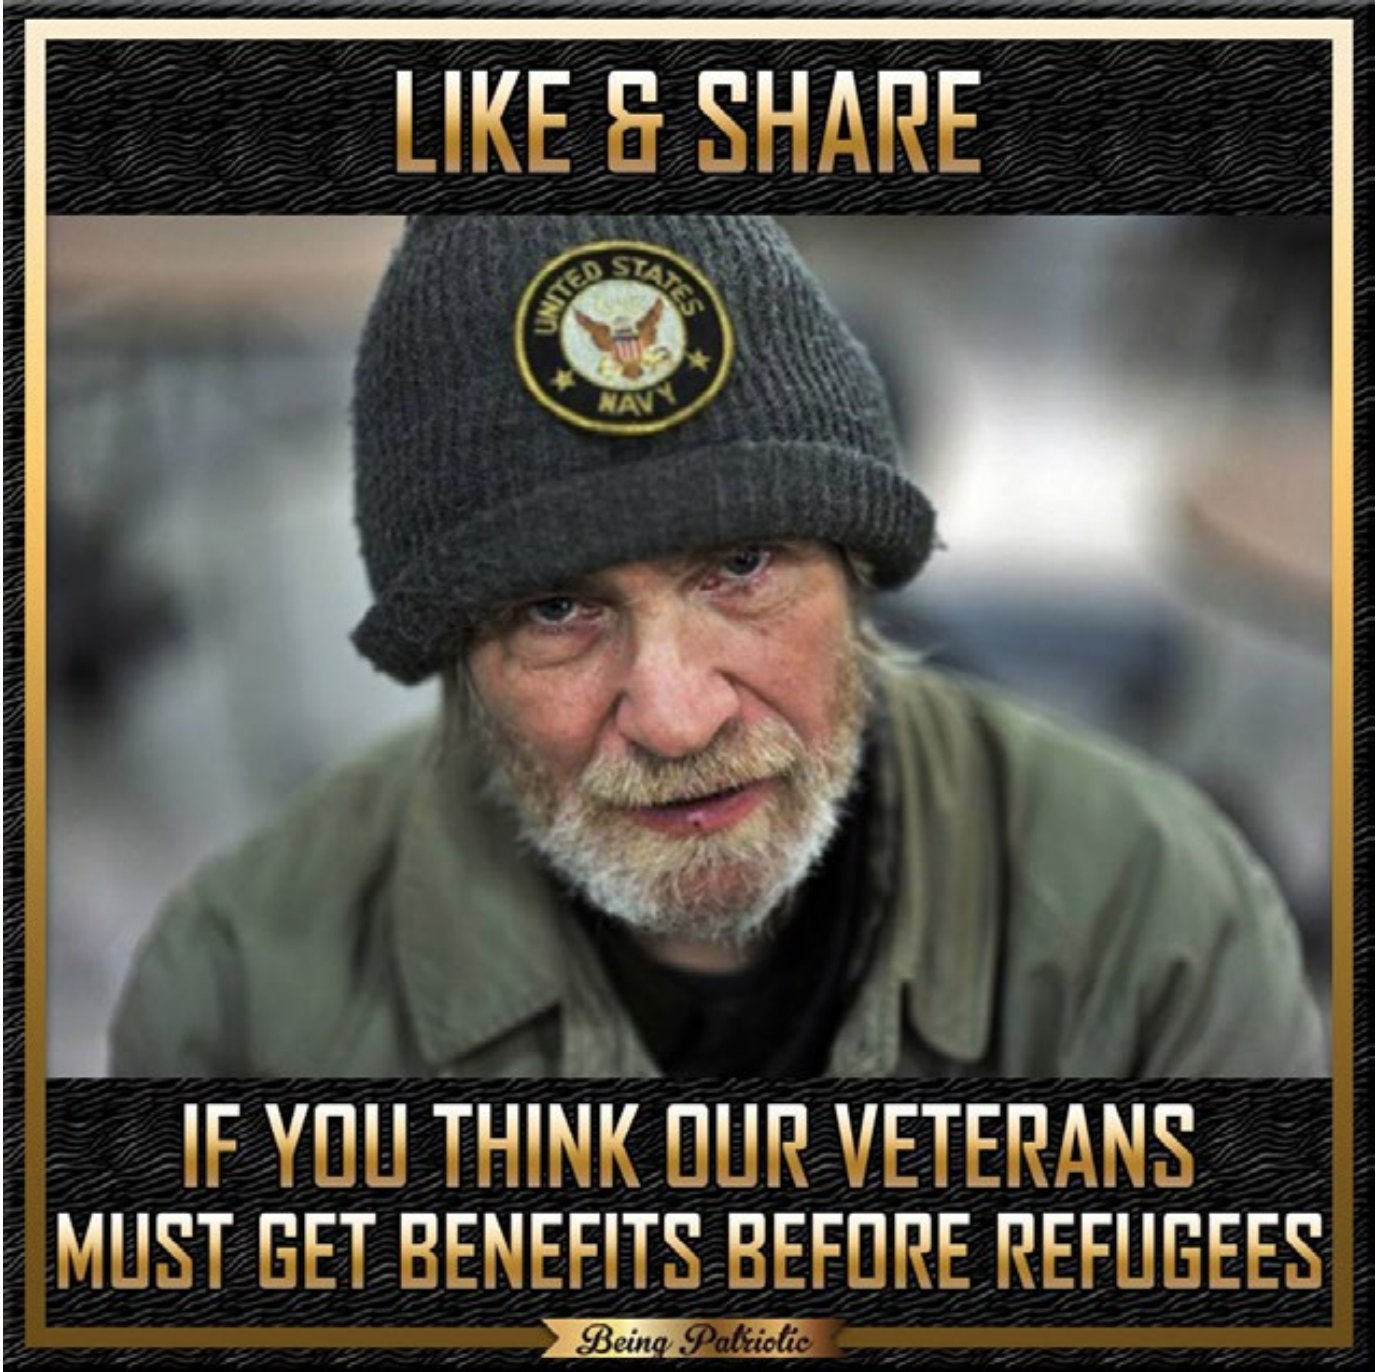 LIKE & SHARE
UNITED STATES
NAVY
IF YOU THINK OUR VETERANS
MUST GET BENEFITS BEFORE REFUGEES
Being Patriotic